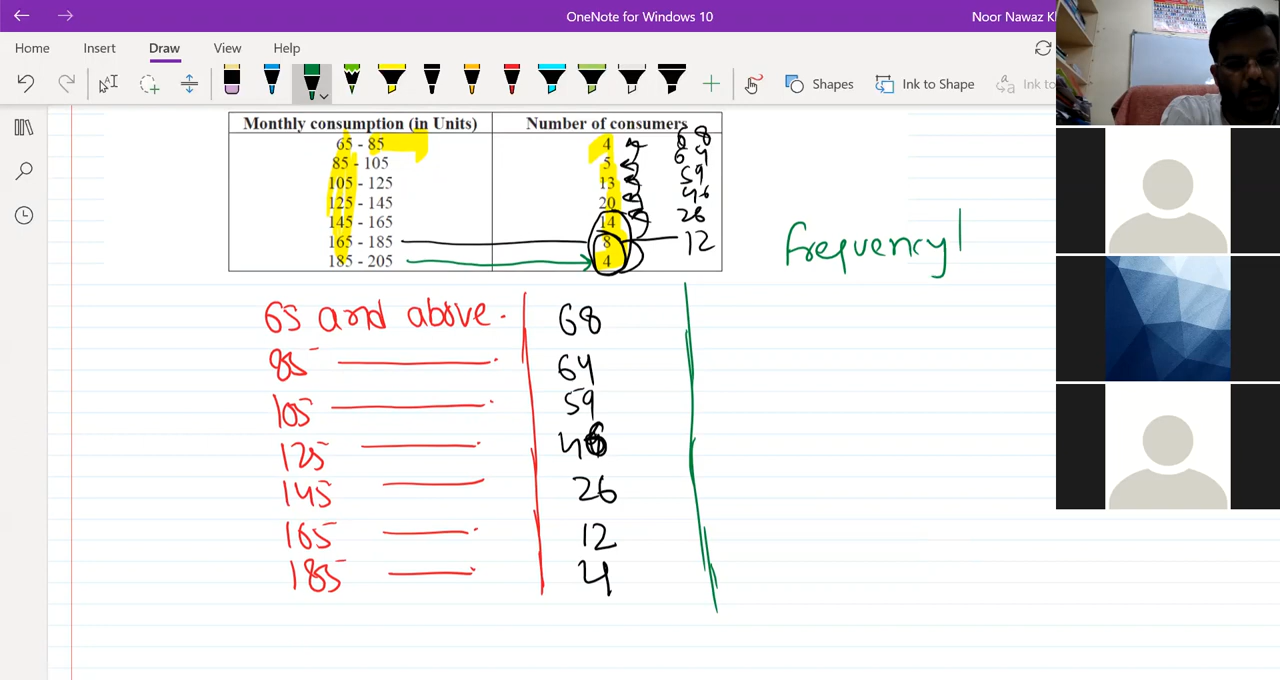 OneNote for Windows 10
Noor Nawaz K
Home Insert Draw View Help
Shapes Ink to Shape Ink to
Monthly consumption (in Units) Number of consumers
65 - 85 4 68
85 - 105 5 64
105 - 125 13 59
125 - 145 20 46
145 - 165 14 26
165 - 185 8 12
185 - 205 4
frequency
65 and above. 68
85 64
105 59
125 46
145 26
165 12
185 4